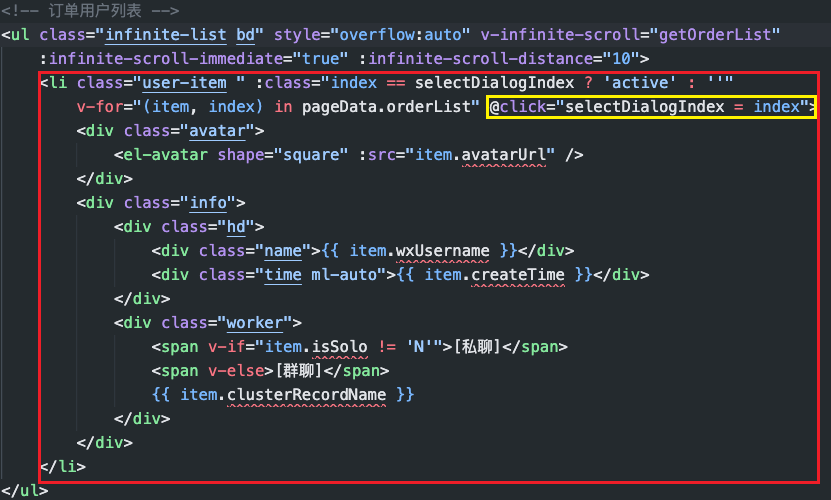 <!-- 订单用户列表 -->
<ul class="infinite-list bd" style="overflow:auto" v-infinite-scroll="getOrderList"
:infinite-scroll-immediate="true" :infinite-scroll-distance="10">
<li class="user-item " :class="index == selectDialogIndex ? 'active' : ''"
v-for="(item, index) in pageData.orderList" @click="selectDialogIndex = index">
<div class="avatar">
<el-avatar shape="square" :src="item.avatarUrl" />
</div>
<div class="info">
<div class="hd">
<div class="name">{{ item.wxUsername }}</div>
<div class="time ml-auto">{{ item.createTime }}</div>
</div>
<div class="worker">
<span v-if="item.isSolo != 'N'">[私聊]</span>
<span v-else>[群聊]</span>
{{ item.clusterRecordName }}
</div>
</div>
</li>
</ul>